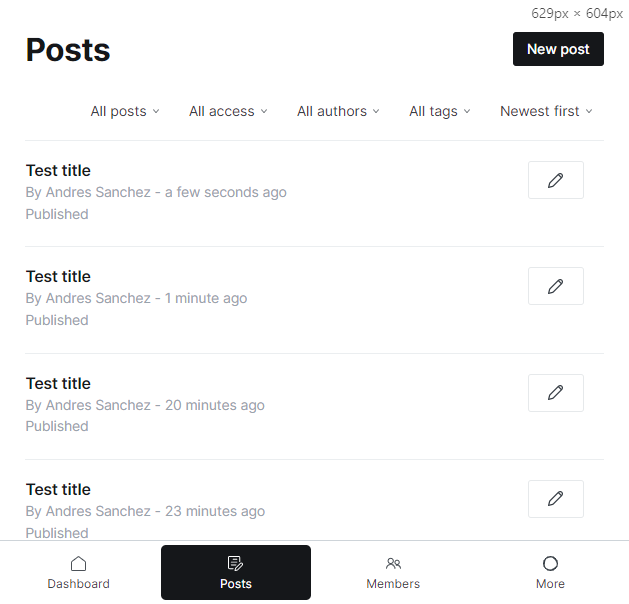 629px × 604px
Posts
New post
All posts All access All authors All tags Newest first
Test title
By Andres Sanchez - a few seconds ago
Published
Test title
By Andres Sanchez - 1 minute ago
Published
Test title
By Andres Sanchez - 20 minutes ago
Published
Test title
By Andres Sanchez - 23 minutes ago
Published
Dashboard Posts Members More